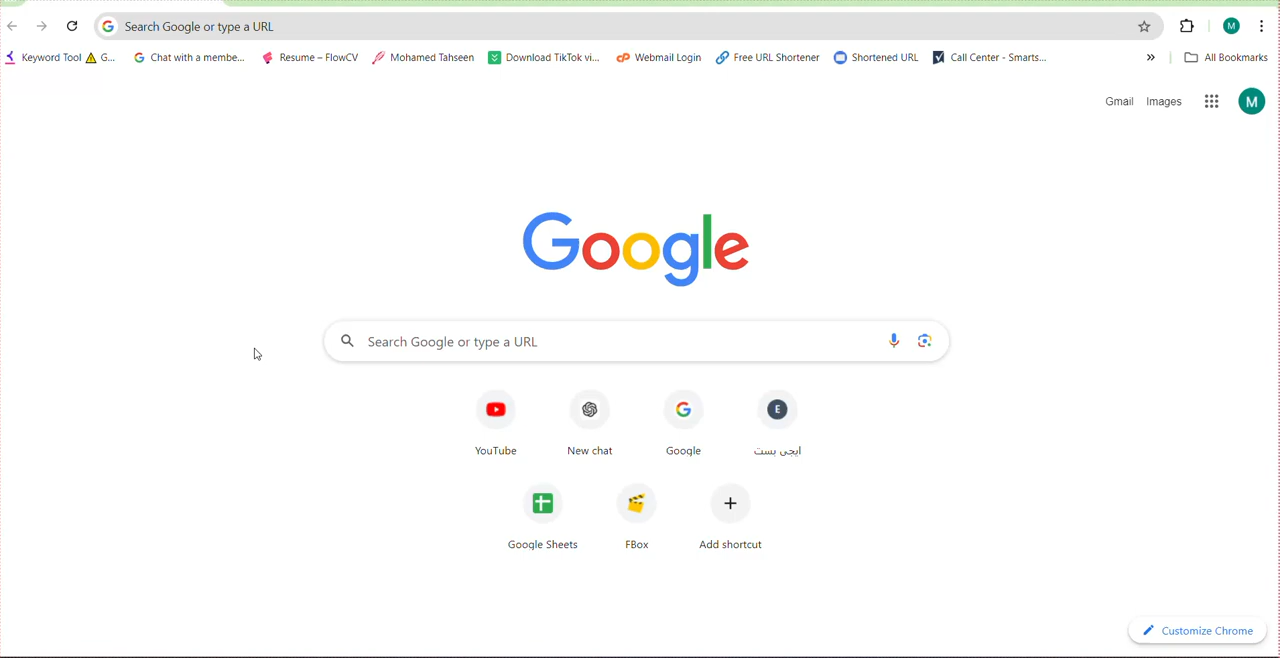 Search Google or type a URL
M
Keyword Tool ⚠ G...
Chat with a membe...
Resume – FlowCV
Mohamed Tahseen
Download TikTok vi...
Webmail Login
Free URL Shortener
Shortened URL
Call Center - Smarts...
»
All Bookmarks
Gmail
Images
M
Google
Search Google or type a URL
YouTube
New chat
Google
E
ايجي بست
Google Sheets
FBox
Add shortcut
Customize Chrome